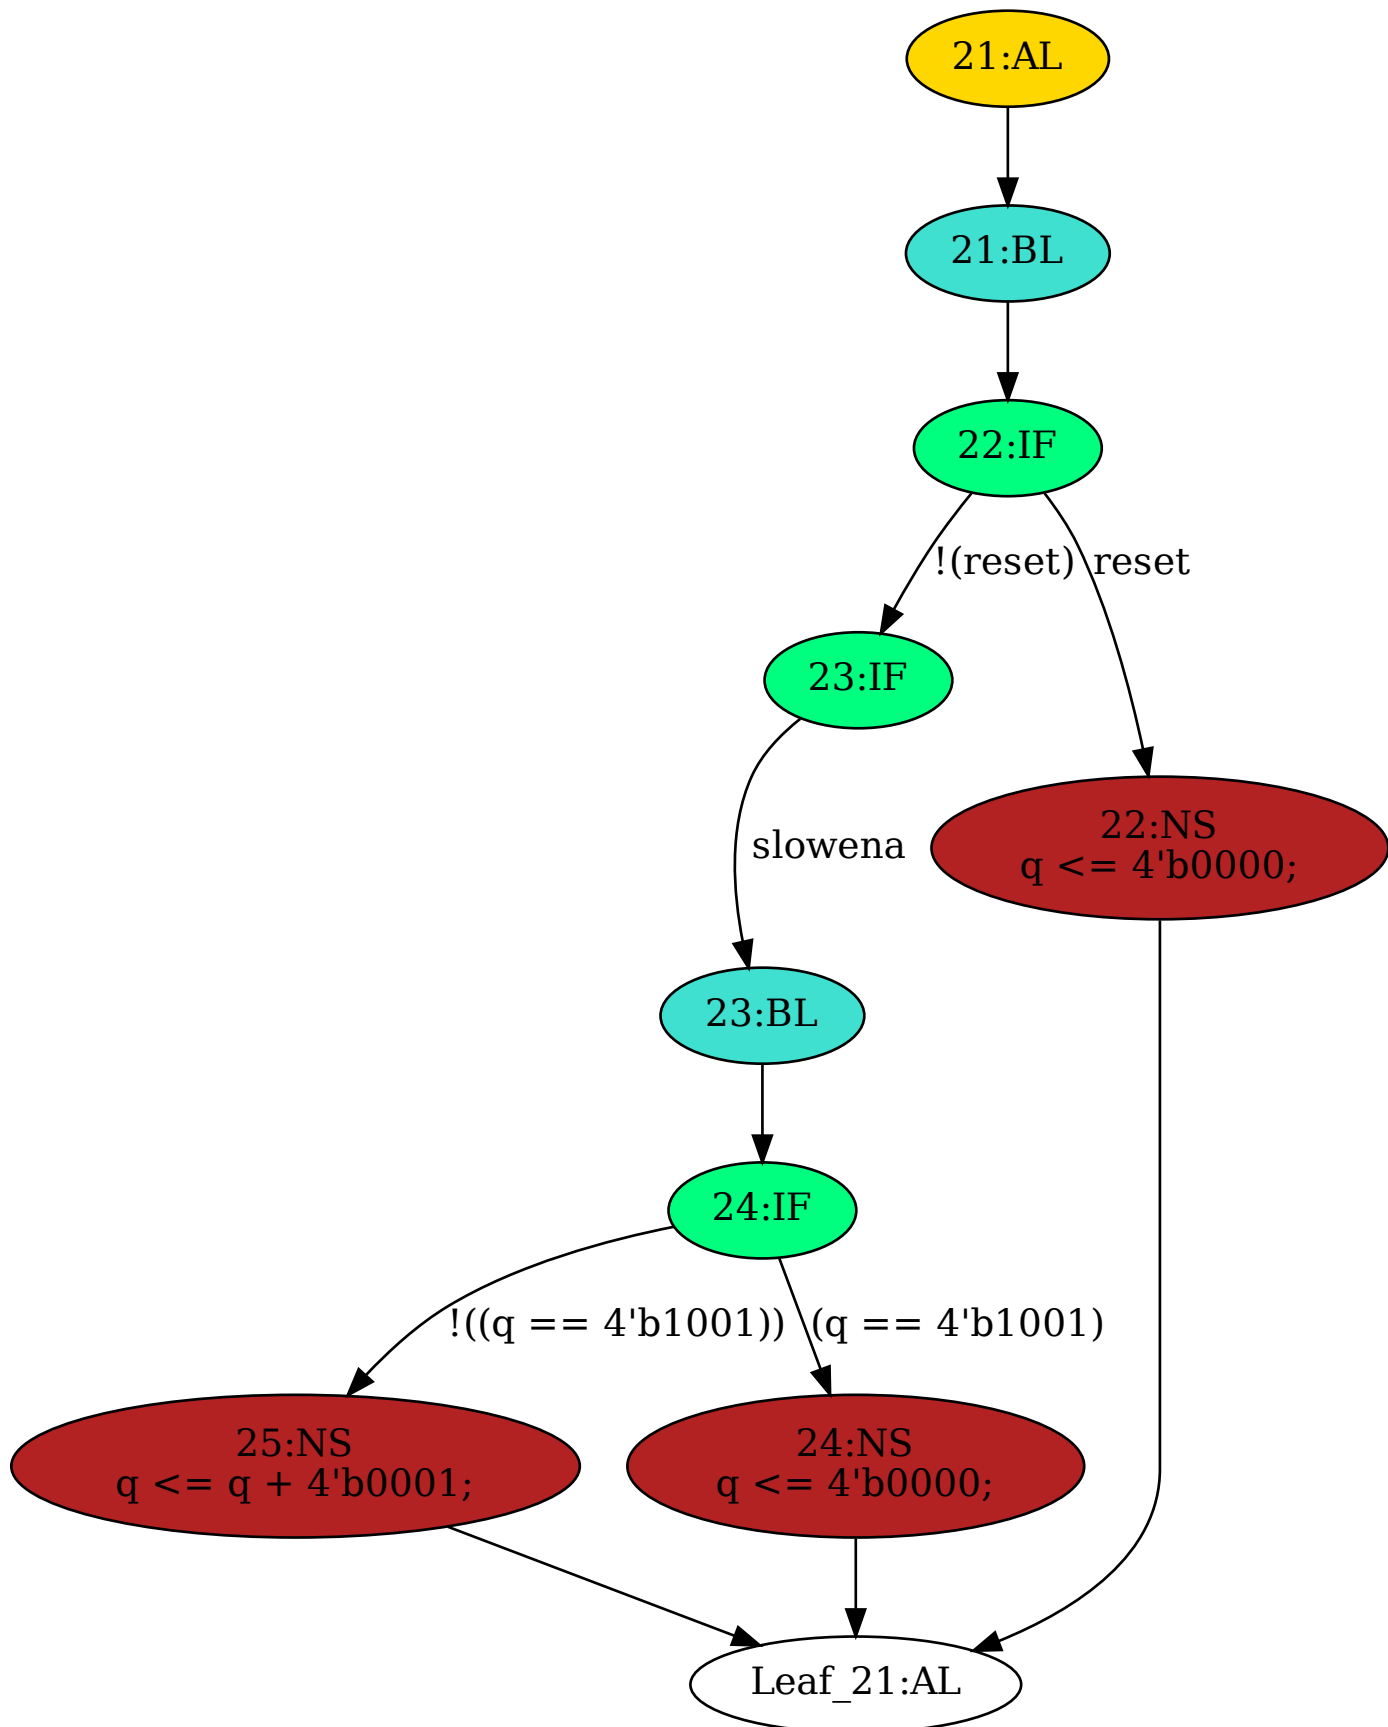 21:AL
21:BL
22:IF
!(reset)
reset
23:IF
slowena
22:NS
q <= 4'b0000;
23:BL
24:IF
!((q == 4'b1001))
(q == 4'b1001)
25:NS
q <= q + 4'b0001;
24:NS
q <= 4'b0000;
Leaf_21:AL